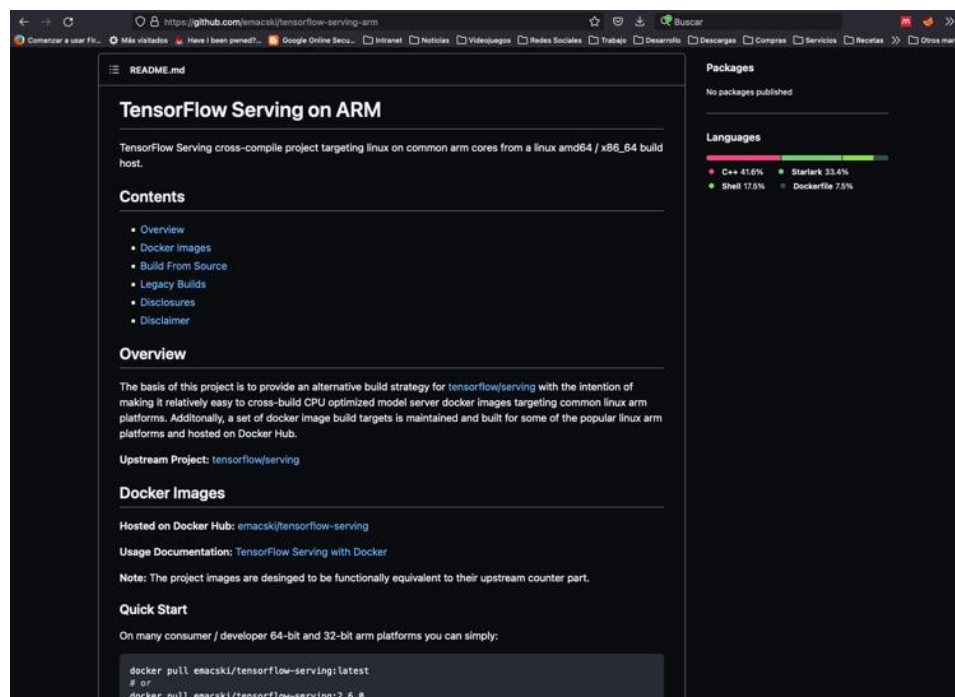 https://github.com/emacski/tensorflow-serving-arm
Buscar
Comenzar a usar Fir...
Más visitados
Have I been pwned?...
Google Online Secu...
Intranet
Noticias
Videojuegos
Redes Sociales
Trabajo
Desarrollo
Descargas
Compras
Servicios
Recetas
Otros mar
README.md
TensorFlow Serving on ARM
TensorFlow Serving cross-compile project targeting linux on common arm cores from a linux amd64 / x86_64 build
host.
Contents
Overview
Docker Images
Build From Source
Legacy Builds
Disclosures
Disclaimer
Overview
The basis of this project is to provide an alternative build strategy for tensorflow/serving with the intention of
making it relatively easy to cross-build CPU optimized model server docker images targeting common linux arm
platforms. Additonally, a set of docker image build targets is maintained and built for some of the popular linux arm
platforms and hosted on Docker Hub.
Upstream Project: tensorflow/serving
Docker Images
Hosted on Docker Hub: emacski/tensorflow-serving
Usage Documentation: TensorFlow Serving with Docker
Note: The project images are desinged to be functionally equivalent to their upstream counter part.
Quick Start
On many consumer / developer 64-bit and 32-bit arm platforms you can simply:
docker pull emacski/tensorflow-serving:latest
# or
docker pull emacski/tensorflow-serving:2.6.0
Packages
No packages published
Languages
C++ 41.6%
Starlark 33.4%
Shell 17.5%
Dockerfile 7.5%